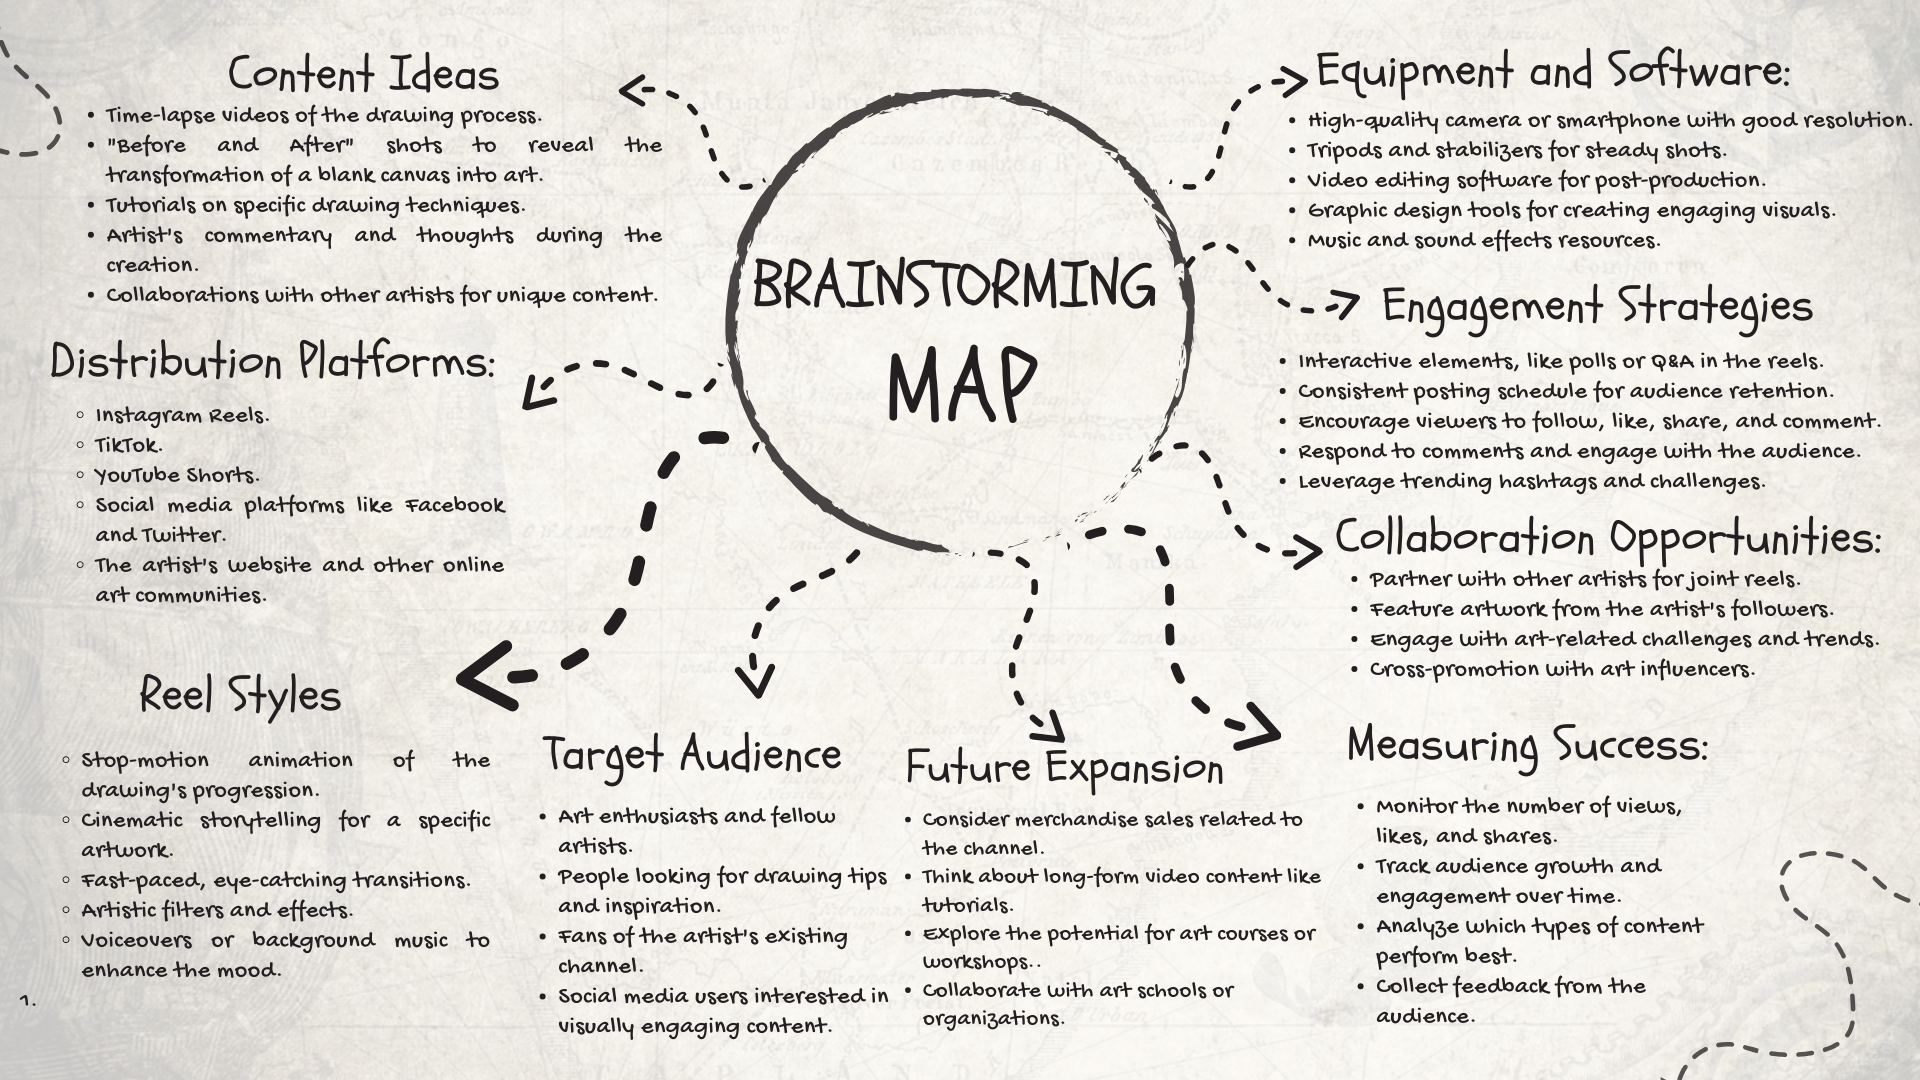 Content Ideas
• Time-lapse videos of the drawing process.
• "Before and After" shots to reveal the
transformation of a blank canvas into art.
• Tutorials on specific drawing techniques.
• Artist's commentary and thoughts during the
creation.
• Collaborations with other artists for unique content.
Distribution Platforms:
◦ Instagram Reels.
◦ TikTok.
◦ YouTube Shorts.
◦ Social media platforms like Facebook
and Twitter.
◦ The artist's website and other online
art communities.
Reel Styles
◦ Stop-motion animation of the
drawing's progression.
◦ Cinematic storytelling for a specific
artwork.
◦ Fast-paced, eye-catching transitions.
◦ Artistic filters and effects.
◦ Voiceovers or background music to
enhance the mood.
1.
BRAINSTORMING
MAP
Target Audience
• Art enthusiasts and fellow
artists.
• People looking for drawing tips
and inspiration.
• Fans of the artist's existing
channel.
• Social media users interested in
visually engaging content.
Future Expansion
• Consider merchandise sales related to
the channel.
• Think about long-form video content like
tutorials.
• Explore the potential for art courses or
workshops..
• Collaborate with art schools or
organizations.
Equipment and Software:
• High-quality camera or smartphone with good resolution.
• Tripods and stabilizers for steady shots.
• Video editing software for post-production.
• Graphic design tools for creating engaging visuals.
• Music and sound effects resources.
Engagement Strategies
• Interactive elements, like polls or Q&A in the reels.
• Consistent posting schedule for audience retention.
• Encourage viewers to follow, like, share, and comment.
• Respond to comments and engage with the audience.
• Leverage trending hashtags and challenges.
Collaboration Opportunities:
• Partner with other artists for joint reels.
• Feature artwork from the artist's followers.
• Engage with art-related challenges and trends.
• Cross-promotion with art influencers.
Measuring Success:
• Monitor the number of views,
likes, and shares.
• Track audience growth and
engagement over time.
• Analyze which types of content
perform best.
• Collect feedback from the
audience.